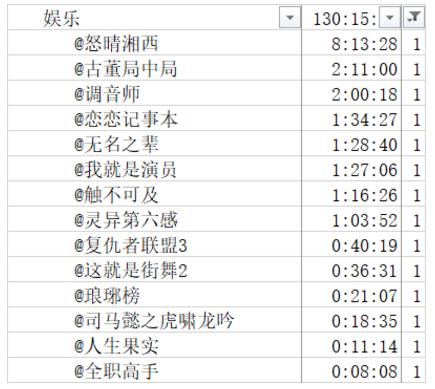 娱乐 130:15:
@怒晴湘西 8:13:28 1
@古董局中局 2:11:00 1
@调音师 2:00:18 1
@恋恋记事本 1:34:27 1
@无名之辈 1:28:40 1
@我就是演员 1:27:06 1
@触不可及 1:16:26 1
@灵异第六感 1:03:52 1
@复仇者联盟3 0:40:19 1
@这就是街舞2 0:36:31 1
@琅琊榜 0:21:07 1
@司马懿之虎啸龙吟 0:18:35 1
@人生果实 0:11:14 1
@全职高手 0:08:08 1